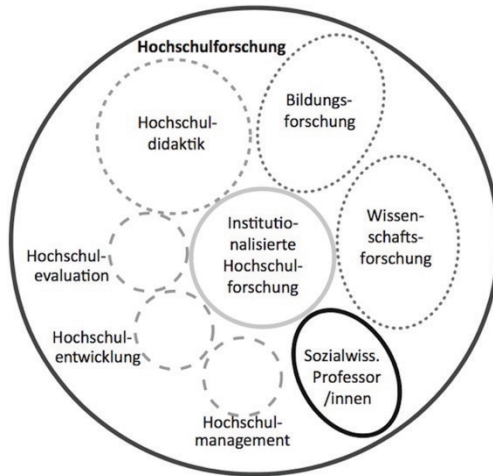 Hochschulforschung
Bildungs-
forschung
Hochschul-
didaktik
Wissen-
schafts-
forschung
Institutio-
nalisierte
Hochschul-
forschung
Hochschul-
evaluation
Hochschul-
entwicklung
Sozialwiss.
Professor
/innen
Hochschul-
management